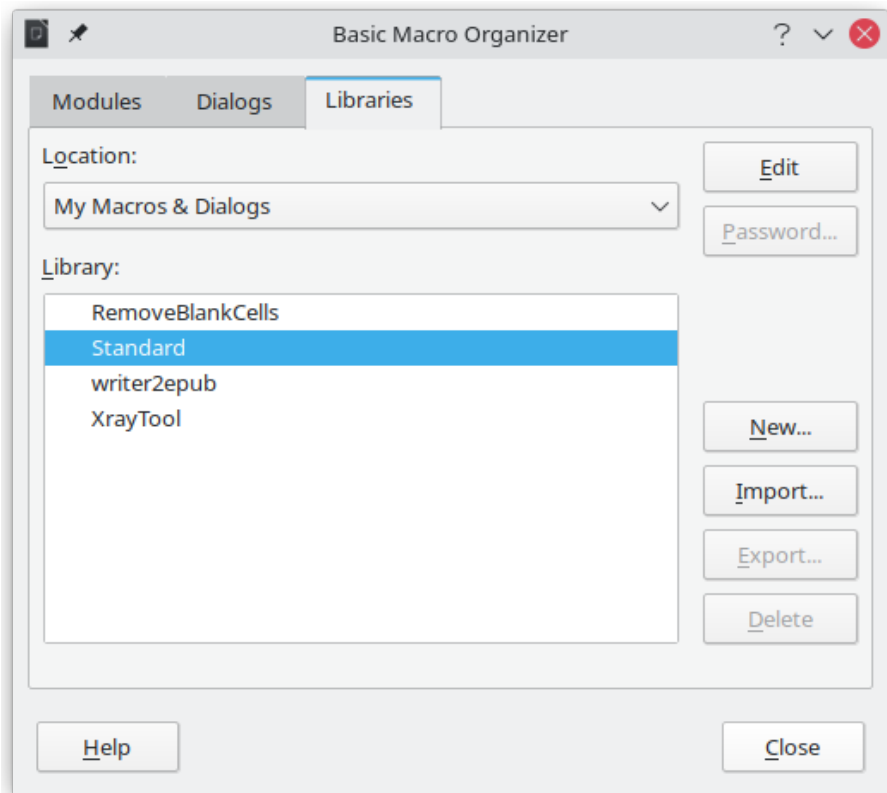 Basic Macro Organizer
?
Modules
Dialogs
Libraries
Location:
My Macros & Dialogs
Edit
Password...
Library:
RemoveBlankCells
Standard
writer2epub
XrayTool
New...
Import...
Export...
Delete
Help
Close